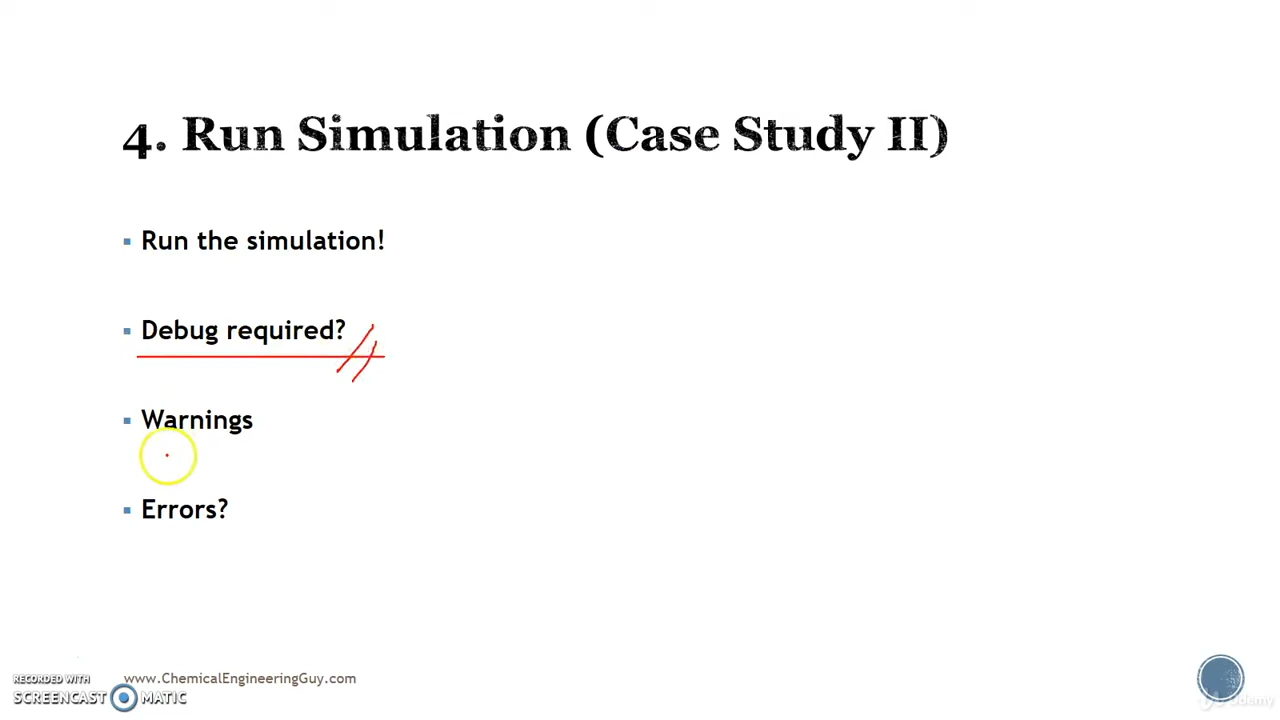 4. Run Simulation (Case Study II)
Run the simulation!
Debug required?
Warnings
Errors?
www.ChemicalEngineeringGuy.com
RECORDED WITH
SCREENCAST MATIC
Udemy